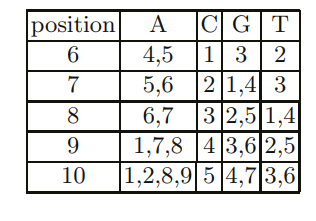 position A C G T
6 4,5 1 3 2
7 5,6 2 1,4 3
8 6,7 3 2,5 1,4
9 1,7,8 4 3,6 2,5
10 1,2,8,9 5 4,7 3,6